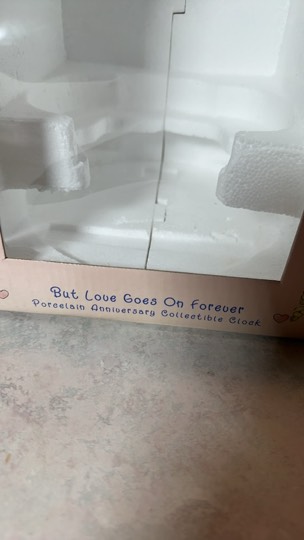 But Love Goes On Forever
Porcelain Anniversary Collectible Clock